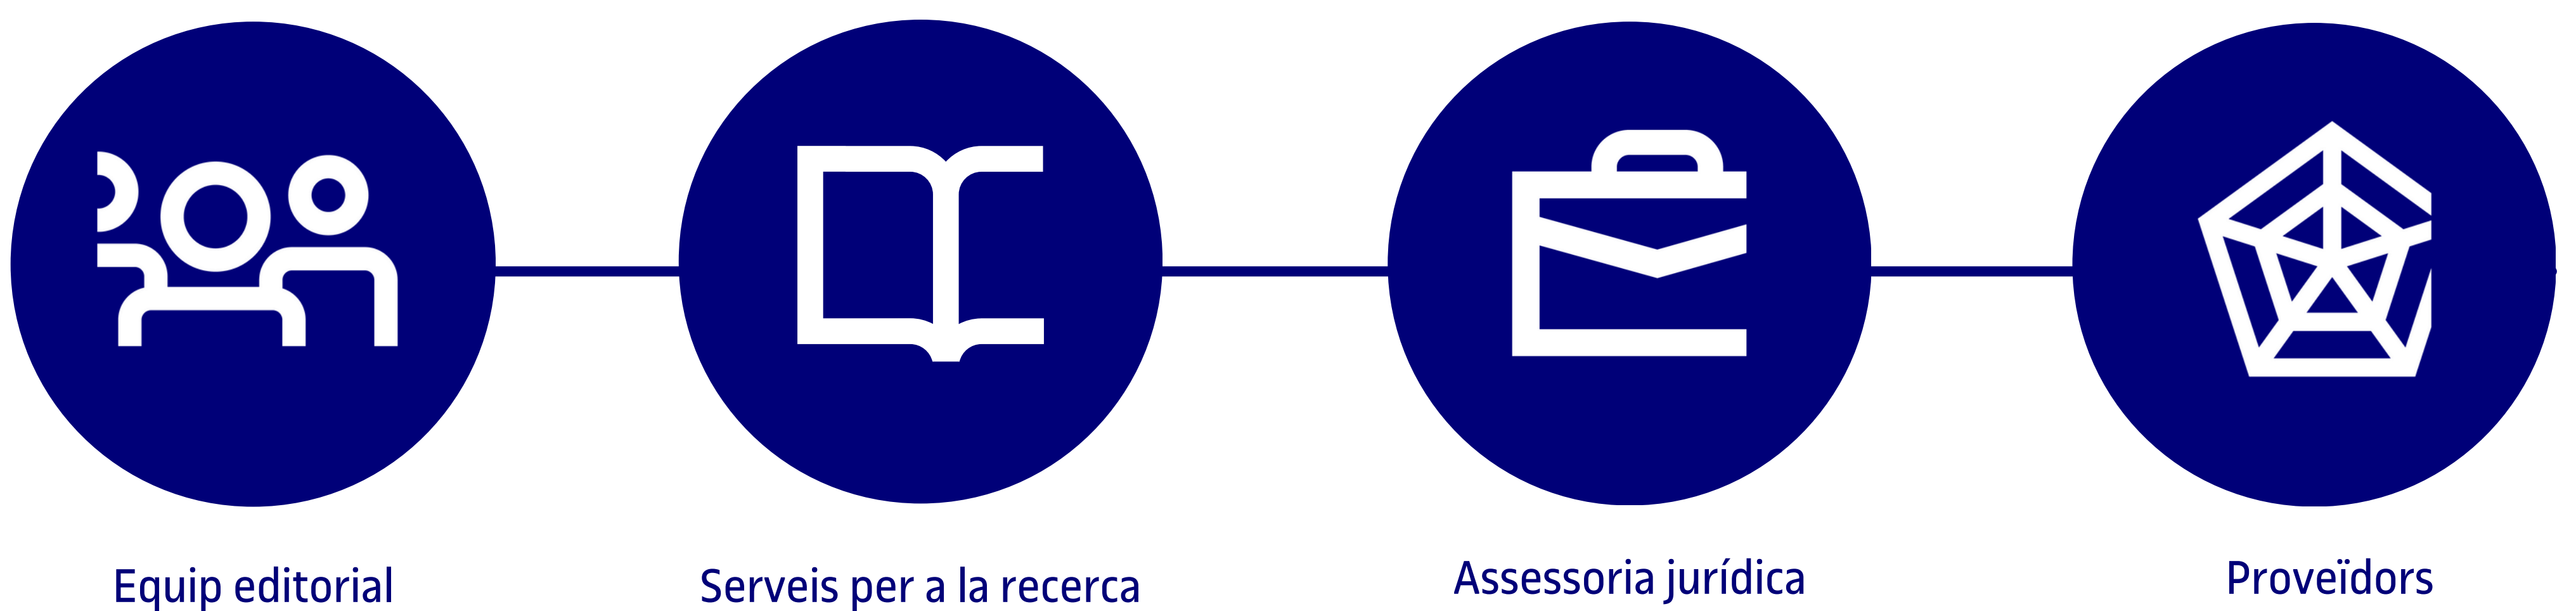 Equip editorial
Serveis per a la recerca
Assessoria jurídica
Proveïdors